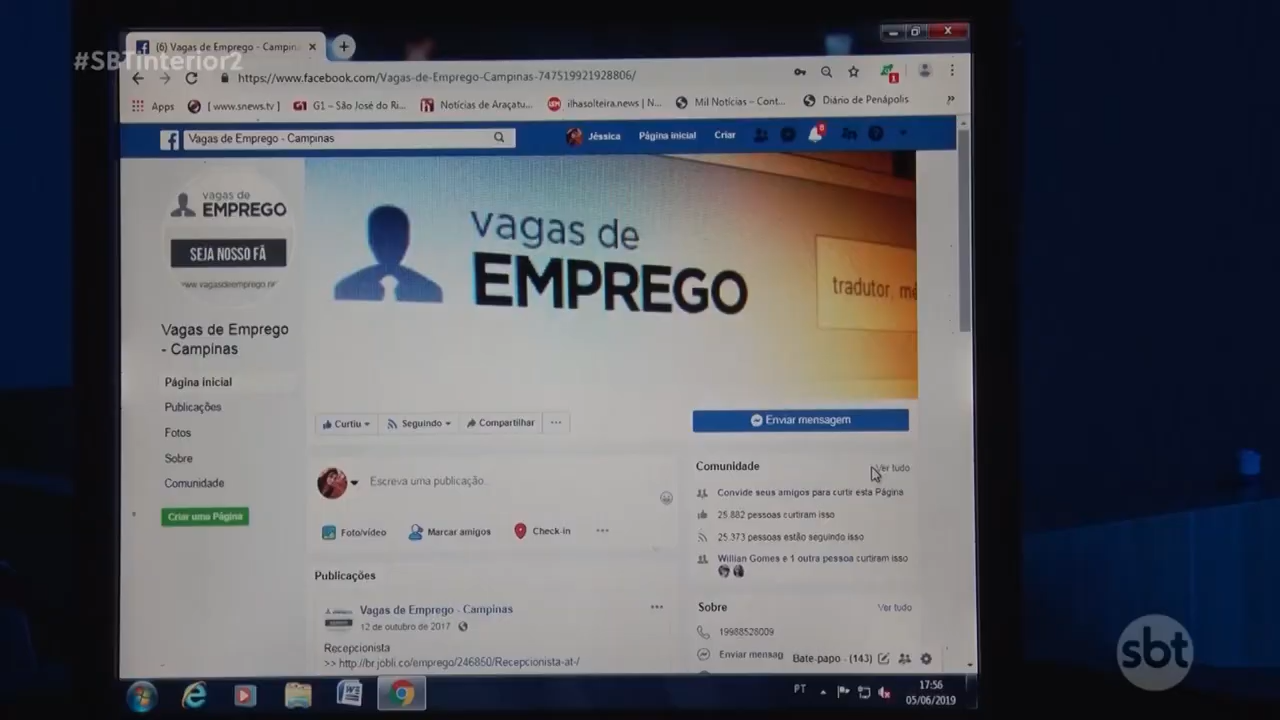 #SBTinterior2
(6) Vagas de Emprego - Campin
https://www.facebook.com/Vagas-de-Emprego-Campinas-747519921928806/
1
Apps
[ www.snews.tv ]
G1 – São José do Ri...
Notícias de Araçatu...
ilhasolteira.news | N...
Mil Notícias – Cont...
Diário de Penápolis
»
Vagas de Emprego - Campinas
Jéssica
Página inicial
Criar
8
vagas de
EMPREGO
SEJA NOSSO FÃ
www.vagasdeemprego.ne
vagas de
EMPREGO
tradutor, mé
Vagas de Emprego
- Campinas
Página inicial
Publicações
Fotos
Sobre
Comunidade
Criar uma Página
Curtiu
Seguindo
Compartilhar
...
Enviar mensagem
Escreva uma publicação...
Foto/vídeo
Marcar amigos
Check-in
...
Comunidade
Ver tudo
Convide seus amigos para curtir esta Página
25.882 pessoas curtiram isso
25.373 pessoas estão seguindo isso
Willian Gomes e 1 outra pessoa curtiram isso
Publicações
Vagas de Emprego - Campinas
...
12 de outubro de 2017
Recepcionista
>> http://br.jobli.co/emprego/246850/Recepcionista-at-/
Sobre
Ver tudo
19988528009
Enviar mensag
Bate-papo - (143)
PT
17:56
05/06/2019
sbt